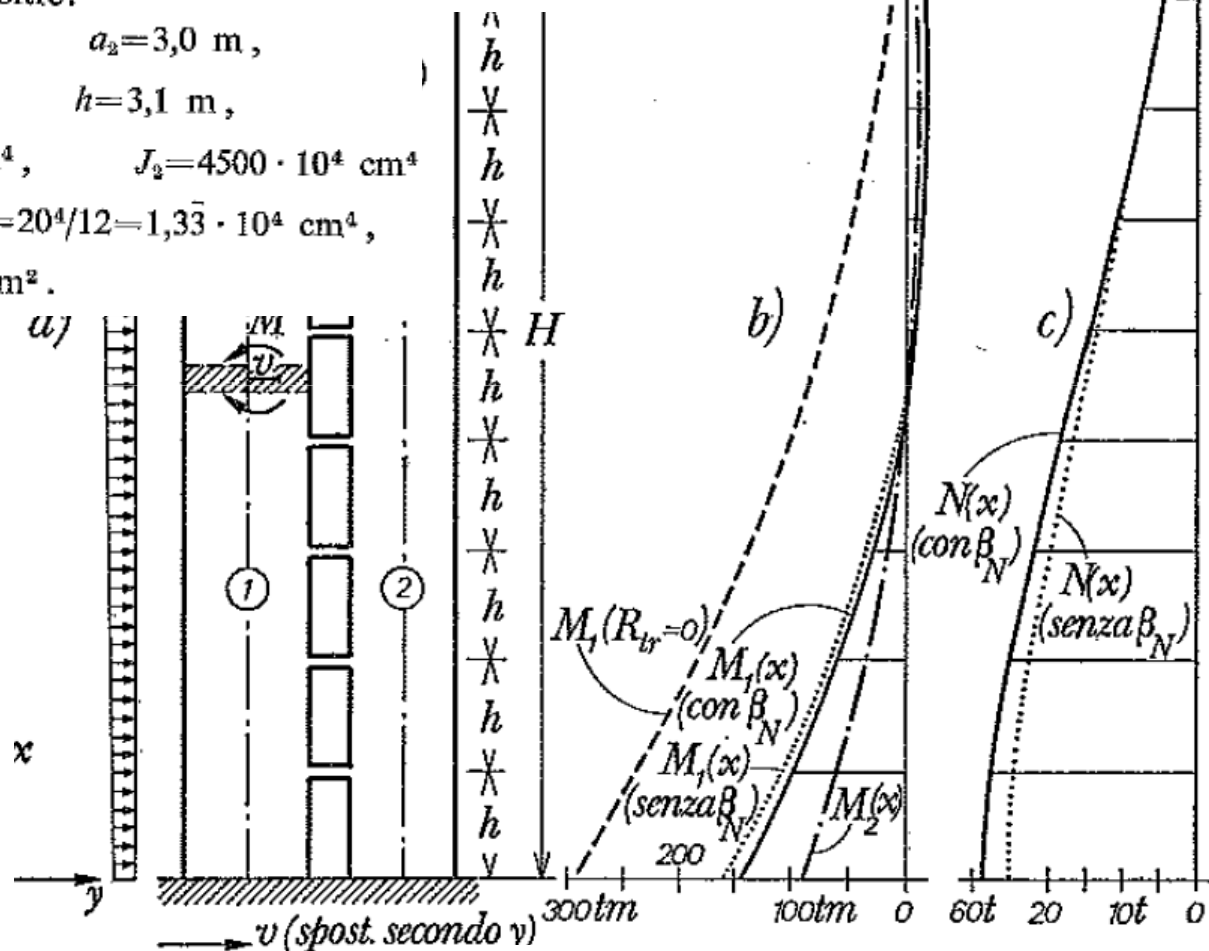 a₂=3,0 m,
h=3,1 m,
⁴, J₂=4500 · 10⁴ cm⁴
=20⁴/12=1,33̄ · 10⁴ cm⁴,
m².
a)
M
v
1
2
x
y
v (spost. secondo y)
h
h
h
h
h
h
h
h
H
b)
M₁(R_tr=0)
M₁(x)
(con β_N)
M₁(x)
(senza β_N)
M₂(x)
200
300tm
100tm
0
c)
N(x)
(con β_N)
N(x)
(senza β_N)
60t
20
10t
0